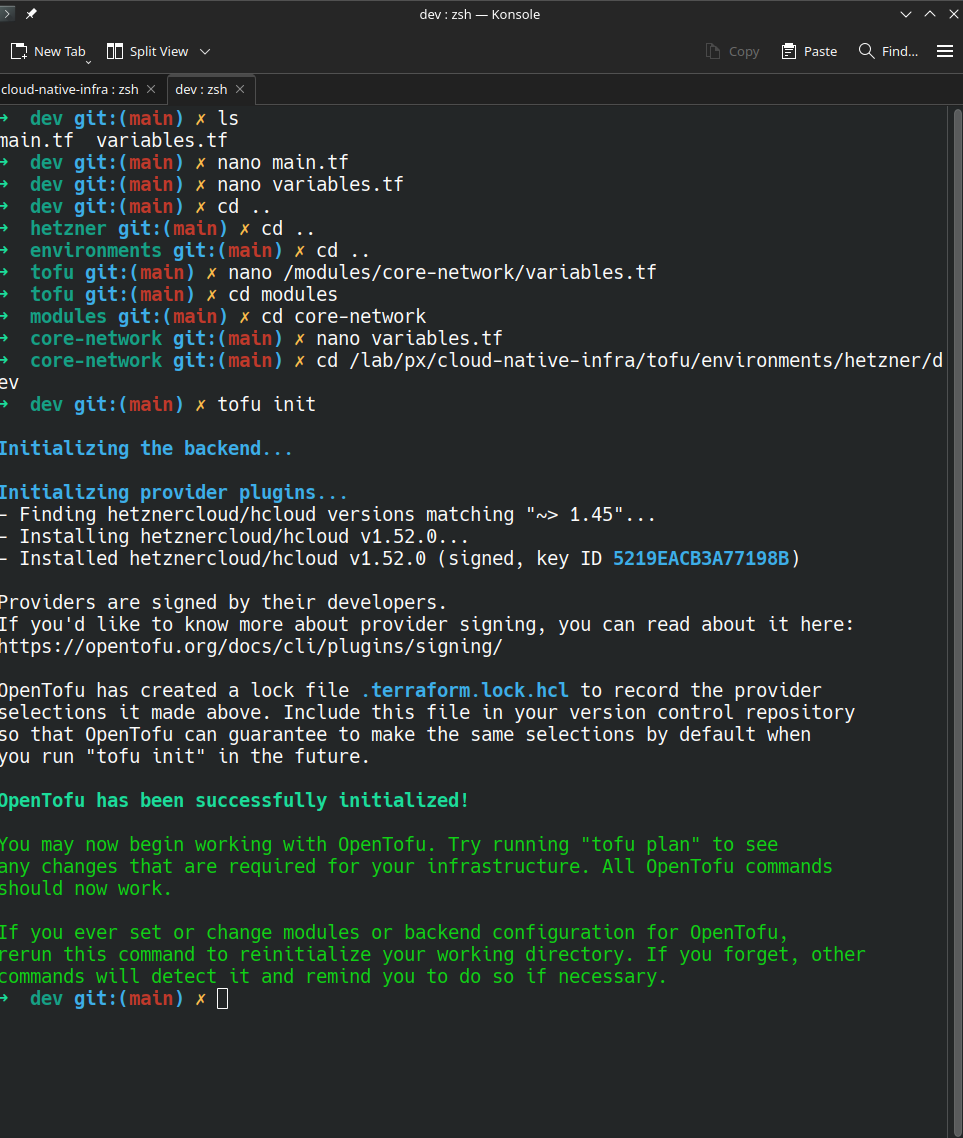 dev : zsh — Konsole
New Tab Split View Copy Paste Find...
cloud-native-infra : zsh dev : zsh
→ dev git:(main) ✗ ls
main.tf variables.tf
→ dev git:(main) ✗ nano main.tf
→ dev git:(main) ✗ nano variables.tf
→ dev git:(main) ✗ cd ..
→ hetzner git:(main) ✗ cd ..
→ environments git:(main) ✗ cd ..
→ tofu git:(main) ✗ nano /modules/core-network/variables.tf
→ tofu git:(main) ✗ cd modules
→ modules git:(main) ✗ cd core-network
→ core-network git:(main) ✗ nano variables.tf
→ core-network git:(main) ✗ cd /lab/px/cloud-native-infra/tofu/environments/hetzner/d
ev
→ dev git:(main) ✗ tofu init
Initializing the backend...
Initializing provider plugins...
- Finding hetznercloud/hcloud versions matching "~> 1.45"...
- Installing hetznercloud/hcloud v1.52.0...
- Installed hetznercloud/hcloud v1.52.0 (signed, key ID 5219EACB3A77198B)
Providers are signed by their developers.
If you'd like to know more about provider signing, you can read about it here:
https://opentofu.org/docs/cli/plugins/signing/
OpenTofu has created a lock file .terraform.lock.hcl to record the provider
selections it made above. Include this file in your version control repository
so that OpenTofu can guarantee to make the same selections by default when
you run "tofu init" in the future.
OpenTofu has been successfully initialized!
You may now begin working with OpenTofu. Try running "tofu plan" to see
any changes that are required for your infrastructure. All OpenTofu commands
should now work.
If you ever set or change modules or backend configuration for OpenTofu,
rerun this command to reinitialize your working directory. If you forget, other
commands will detect it and remind you to do so if necessary.
→ dev git:(main) ✗